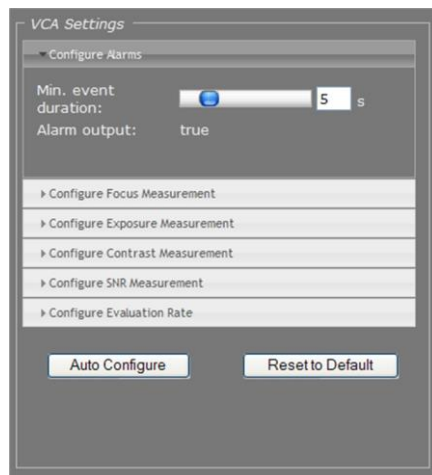 VCA Settings
Configure Alarms
Min. event
duration:
5 s
Alarm output: true
Configure Focus Measurement
Configure Exposure Measurement
Configure Contrast Measurement
Configure SNR Measurement
Configure Evaluation Rate
Auto Configure Reset to Default